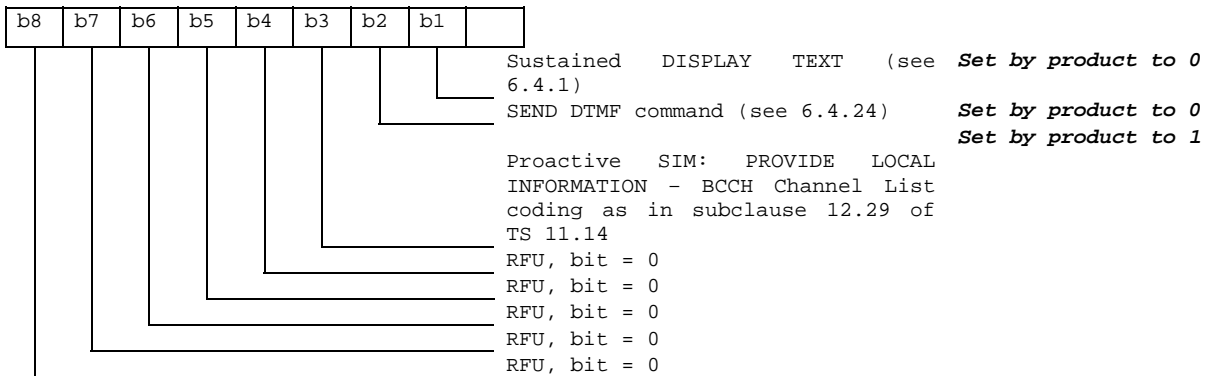 b8 b7 b6 b5 b4 b3 b2 b1
Sustained DISPLAY TEXT (see Set by product to 0
6.4.1)
SEND DTMF command (see 6.4.24) Set by product to 0
Set by product to 1
Proactive SIM: PROVIDE LOCAL
INFORMATION – BCCH Channel List
coding as in subclause 12.29 of
TS 11.14
RFU, bit = 0
RFU, bit = 0
RFU, bit = 0
RFU, bit = 0
RFU, bit = 0